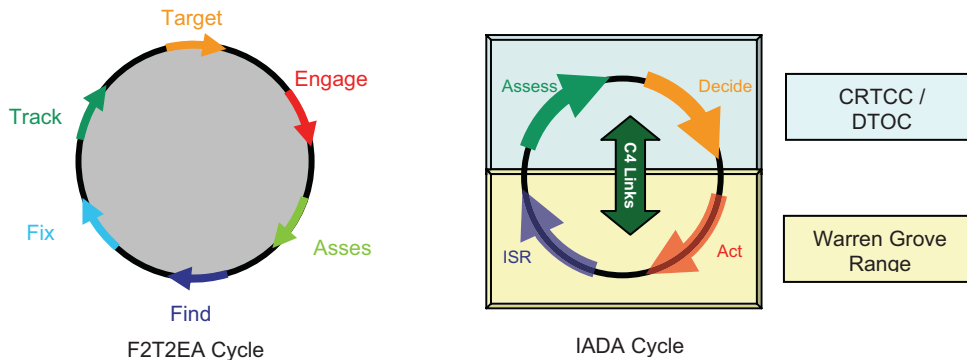 Target
Engage
Track
Fix
Asses
Find
F2T2EA Cycle
Assess
Decide
C4 Links
ISR
Act
IADA Cycle
CRTCC /
DTOC
Warren Grove
Range